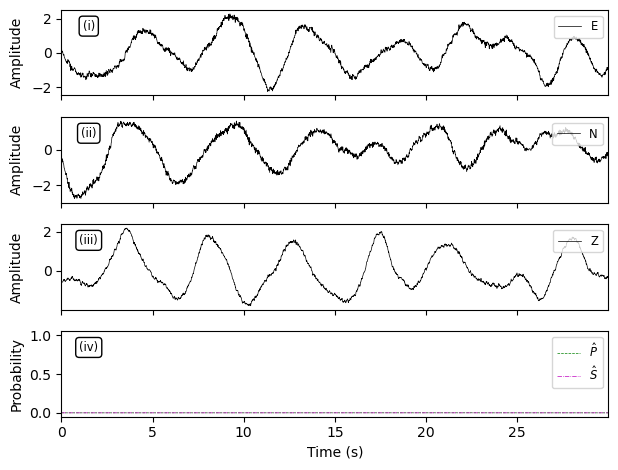 (i)
E
Amplitude
2
0
−2
(ii)
N
Amplitude
0
−2
(iii)
Z
Amplitude
2
0
(iv)
P̂
Ŝ
Probability
1.0
0.5
0.0
0 5 10 15 20 25
Time (s)